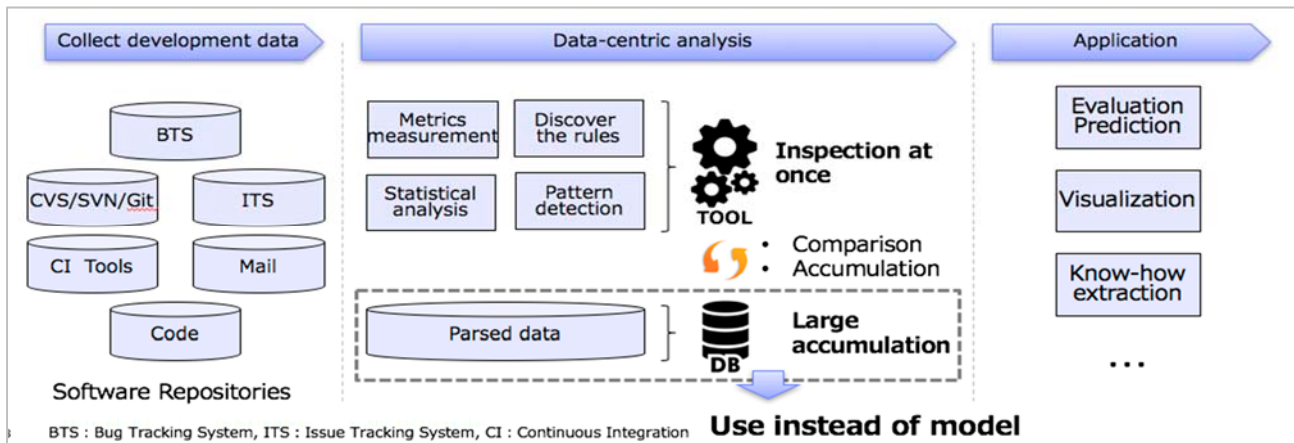 Collect development data
Data-centric analysis
Application
BTS
CVS/SVN/Git
ITS
CI Tools
Mail
Code
Software Repositories
Metrics
measurement
Discover
the rules
Statistical
analysis
Pattern
detection
TOOL
Inspection at
once
• Comparison
• Accumulation
Parsed data
DB
Large
accumulation
Use instead of model
Evaluation
Prediction
Visualization
Know-how
extraction
...
BTS : Bug Tracking System, ITS : Issue Tracking System, CI : Continuous Integration